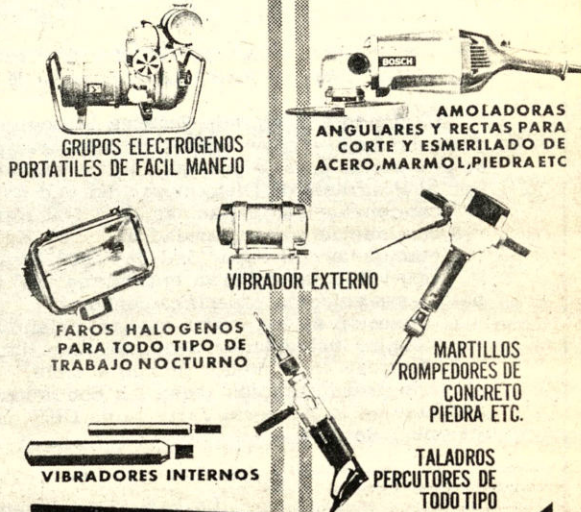 GRUPOS ELECTROGENOS
PORTATILES DE FACIL MANEJO
BOSCH
AMOLADORAS
ANGULARES Y RECTAS PARA
CORTE Y ESMERILADO DE
ACERO, MARMOL, PIEDRA ETC
FAROS HALOGENOS
PARA TODO TIPO DE
TRABAJO NOCTURNO
VIBRADOR EXTERNO
MARTILLOS
ROMPEDORES DE
CONCRETO
PIEDRA ETC.
VIBRADORES INTERNOS
TALADROS
PERCUTORES DE
TODO TIPO